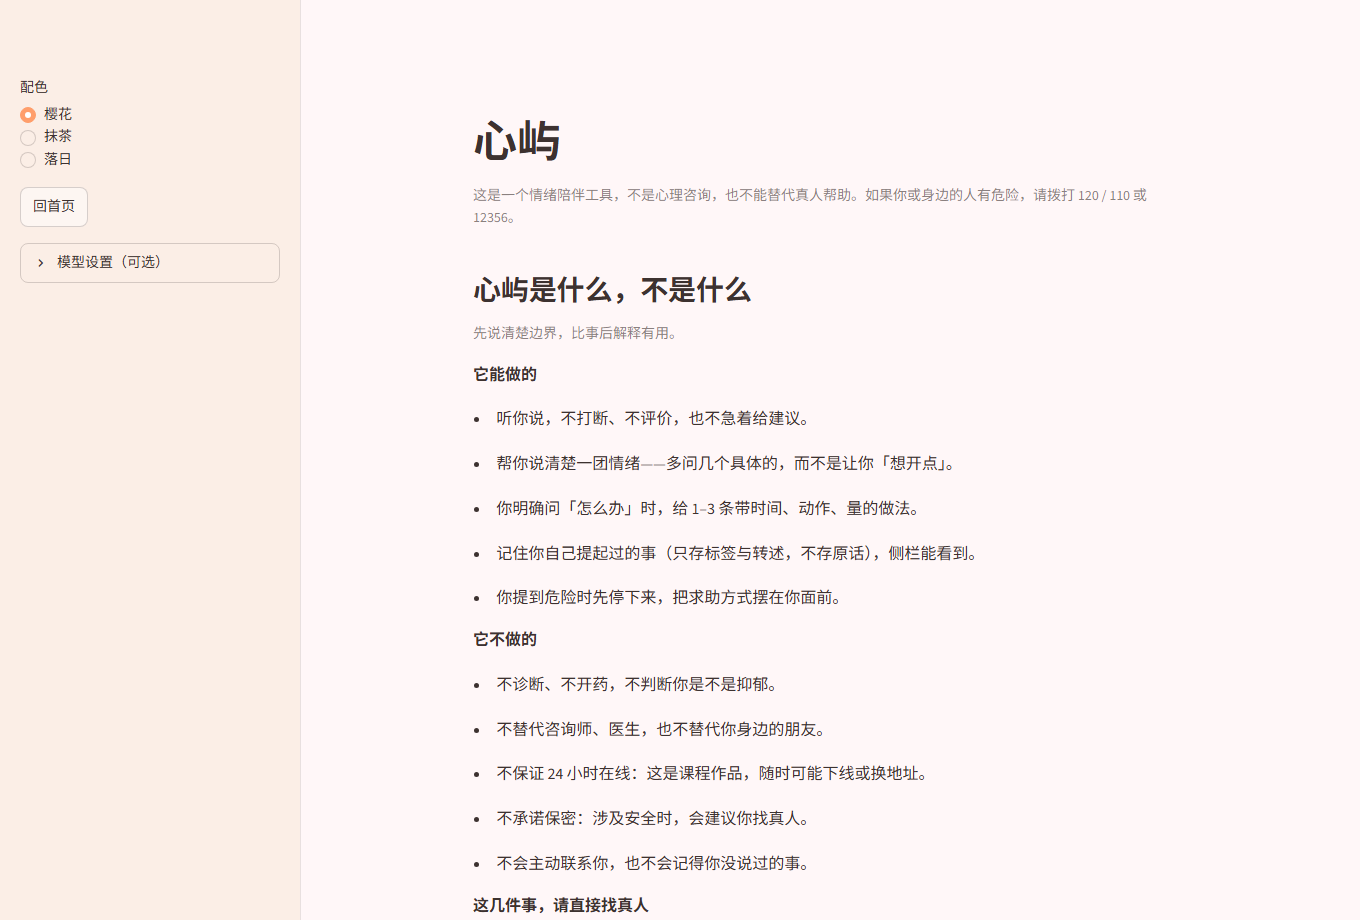 配色
樱花
抹茶
落日
回首页
模型设置（可选）
心屿
这是一个情绪陪伴工具，不是心理咨询，也不能替代真人帮助。如果你或身边的人有危险，请拨打 120 / 110 或
12356。
心屿是什么，不是什么
先说清楚边界，比事后解释有用。
它能做的
听你说，不打断、不评价，也不急着给建议。
帮你说清楚一团情绪——多问几个具体的，而不是让你「想开点」。
你明确问「怎么办」时，给 1–3 条带时间、动作、量的做法。
记住你自己提起过的事（只存标签与转述，不存原话），侧栏能看到。
你提到危险时先停下来，把求助方式摆在你面前。
它不做的
不诊断、不开药，不判断你是不是抑郁。
不替代咨询师、医生，也不替代你身边的朋友。
不保证 24 小时在线：这是课程作品，随时可能下线或换地址。
不承诺保密：涉及安全时，会建议你找真人。
不会主动联系你，也不会记得你没说过的事。
这几件事，请直接找真人